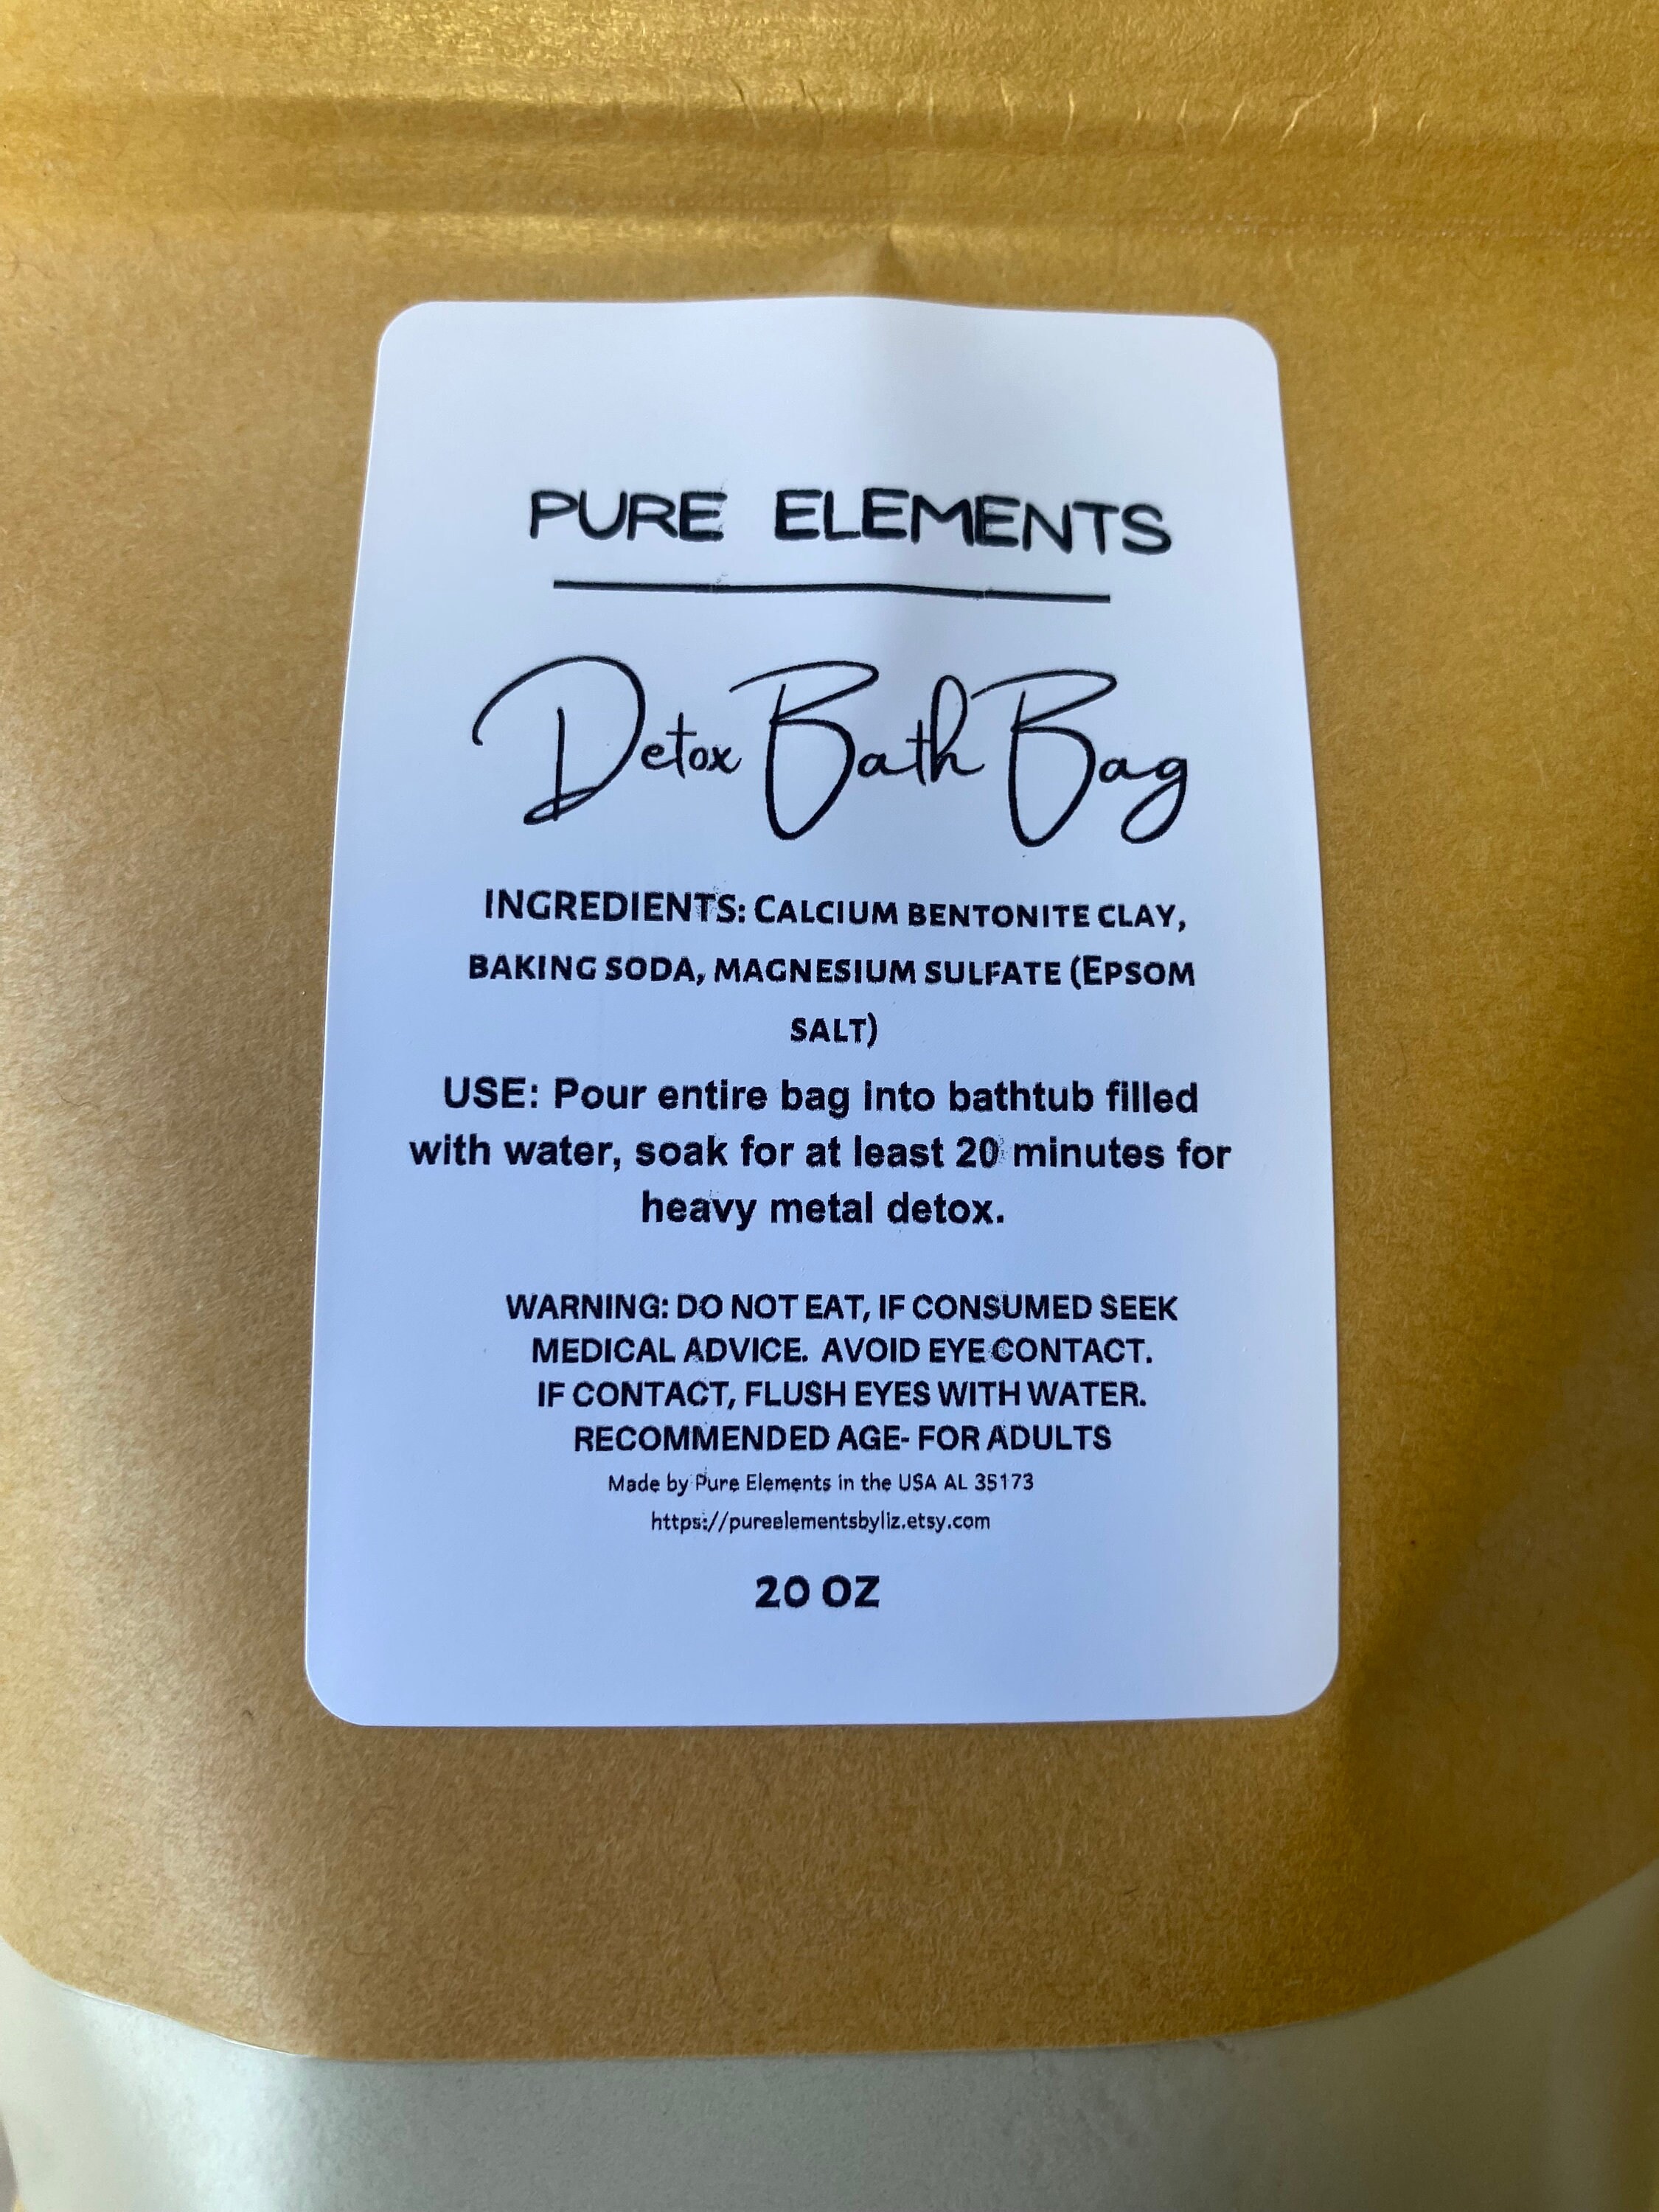 PURE ELEMENTS
Detox Bath Bag
INGREDIENTS: CALCIUM BENTONITE CLAY,
BAKING SODA, MAGNESIUM SULFATE (EPSOM
SALT)
USE: Pour entire bag into bathtub filled
with water, soak for at least 20 minutes for
heavy metal detox.
WARNING: DO NOT EAT, IF CONSUMED SEEK
MEDICAL ADVICE. AVOID EYE CONTACT.
IF CONTACT, FLUSH EYES WITH WATER.
RECOMMENDED AGE- FOR ADULTS
Made by Pure Elements in the USA AL 35173
https://pureelementsbyliz.etsy.com
20 OZ